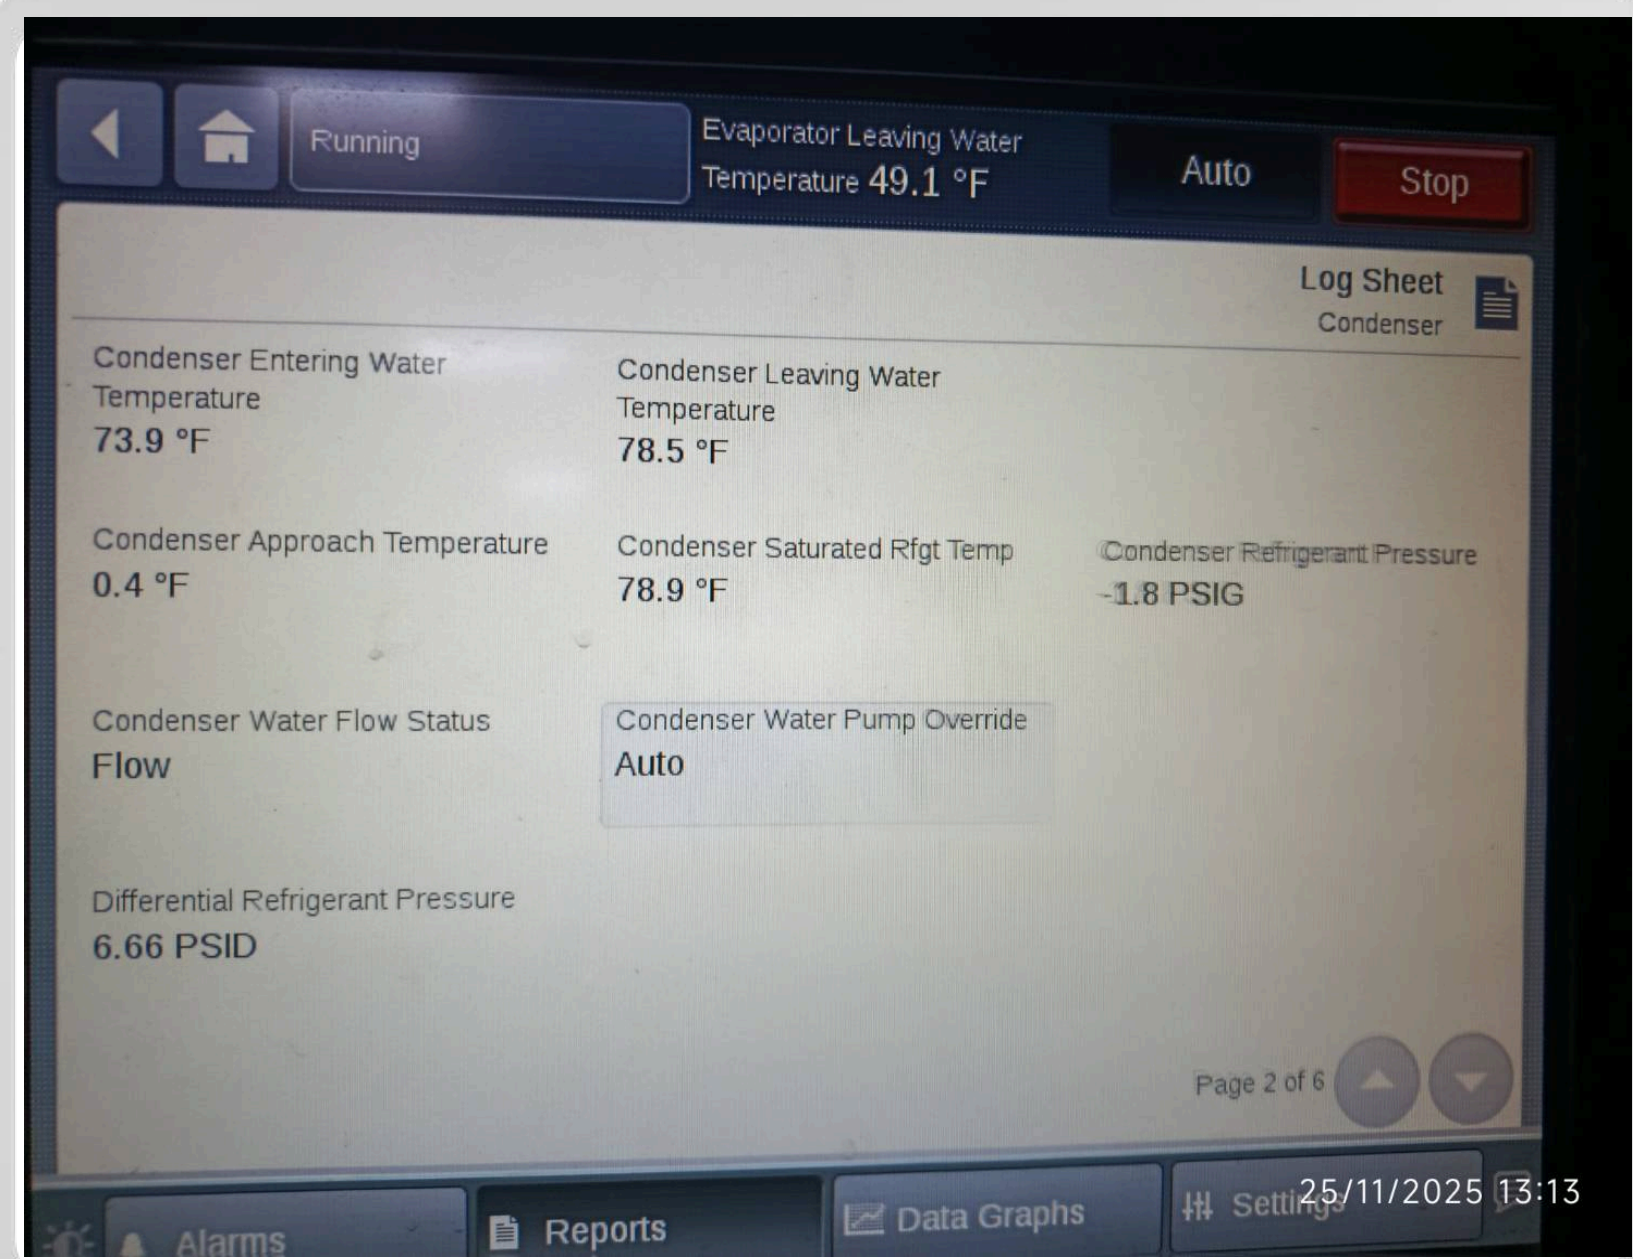 Running
Evaporator Leaving Water
Temperature 49.1 °F
Auto
Stop
Log Sheet
Condenser
Condenser Entering Water
Temperature
73.9 °F
Condenser Leaving Water
Temperature
78.5 °F
Condenser Approach Temperature
0.4 °F
Condenser Saturated Rfgt Temp
78.9 °F
Condenser Refrigerant Pressure
-1.8 PSIG
Condenser Water Flow Status
Flow
Condenser Water Pump Override
Auto
Differential Refrigerant Pressure
6.66 PSID
Page 2 of 6
Alarms
Reports
Data Graphs
Settings
25/11/2025 13:13